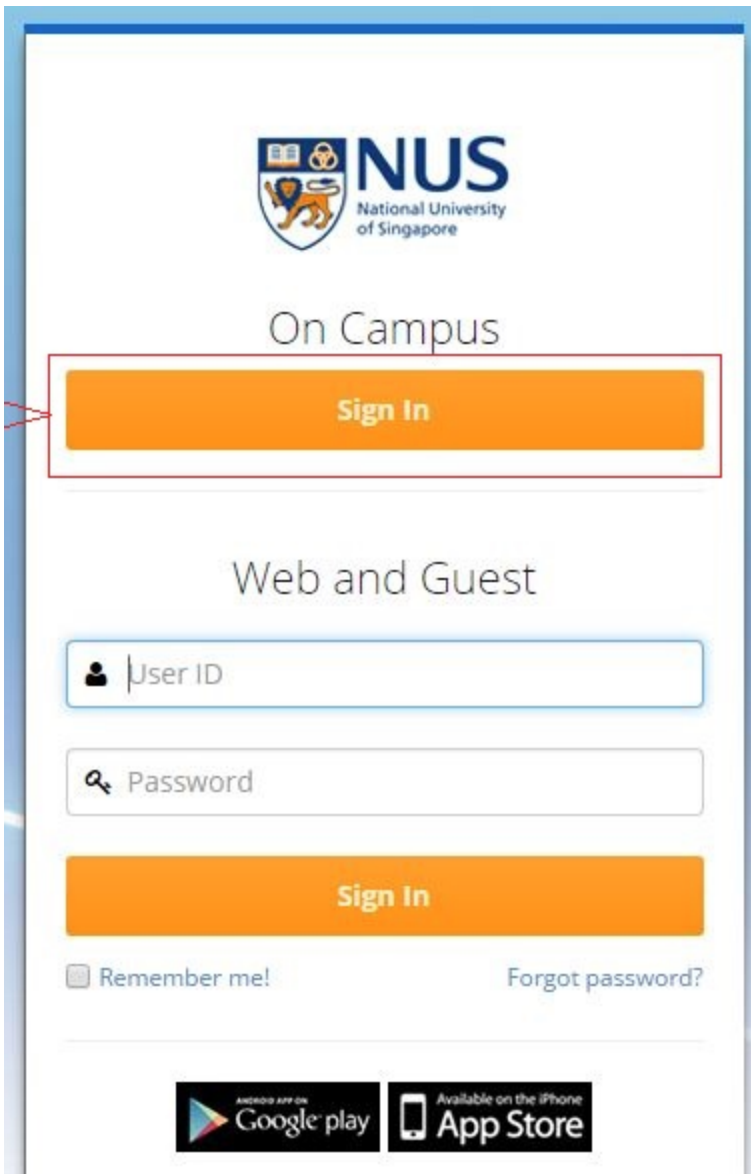 NUS
National University
of Singapore
On Campus
Sign In
Web and Guest
User ID
Password
Sign In
Remember me!
Forgot password?
ANDROID APP ON
Google play
Available on the iPhone
App Store